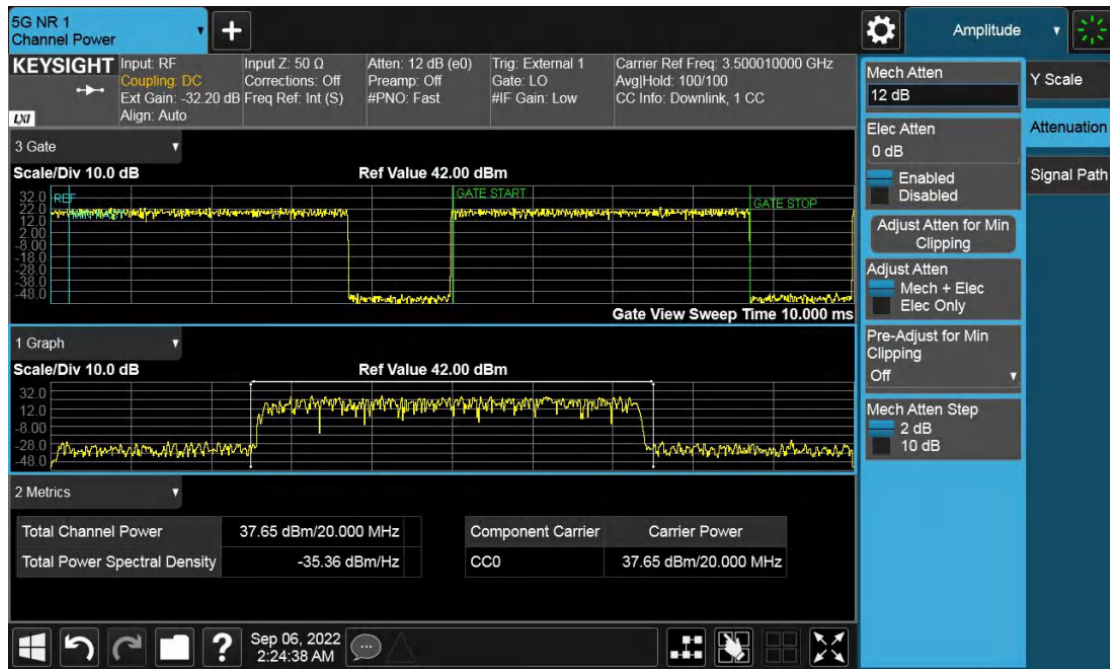 5G NR 1
Channel Power
Amplitude
KEYSIGHT
LXI
Input: RF
Coupling: DC
Ext Gain: -32.20 dB
Align: Auto
Input Z: 50 Ω
Corrections: Off
Freq Ref: Int (S)
Atten: 12 dB (e0)
Preamp: Off
#PNO: Fast
Trig: External 1
Gate: LO
#IF Gain: Low
Carrier Ref Freq: 3.500010000 GHz
Avg|Hold: 100/100
CC Info: Downlink, 1 CC
3 Gate
Scale/Div 10.0 dB
Ref Value 42.00 dBm
32.0
22.0
12.0
2.00
-8.00
-18.0
-28.0
-38.0
-48.0
REF
GATE START
GATE STOP
Gate View Sweep Time 10.000 ms
1 Graph
Scale/Div 10.0 dB
Ref Value 42.00 dBm
32.0
12.0
-8.00
-28.0
-48.0
2 Metrics
Total Channel Power 37.65 dBm/20.000 MHz
Total Power Spectral Density -35.36 dBm/Hz
Component Carrier Carrier Power
CC0 37.65 dBm/20.000 MHz
Mech Atten
12 dB
Elec Atten
0 dB
Enabled
Disabled
Adjust Atten for Min
Clipping
Adjust Atten
Mech + Elec
Elec Only
Pre-Adjust for Min
Clipping
Off
Mech Atten Step
2 dB
10 dB
Y Scale
Attenuation
Signal Path
?
Sep 06, 2022
2:24:38 AM